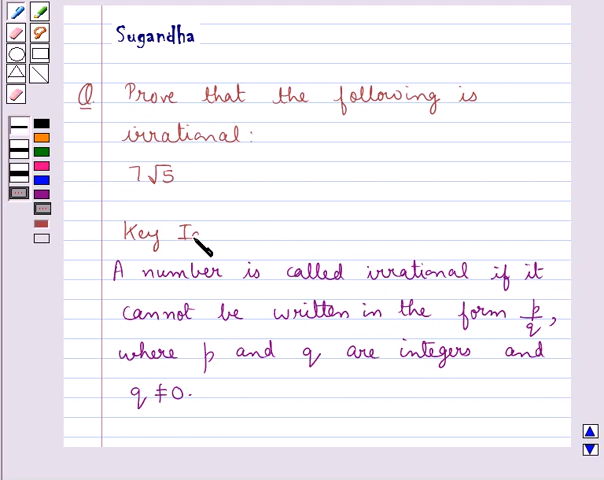 Sugandha
Q. Prove that the following is
irrational:
7√5
Key I
A number is called irrational if it
cannot be written in the form p/q,
where p and q are integers and
q ≠ 0.